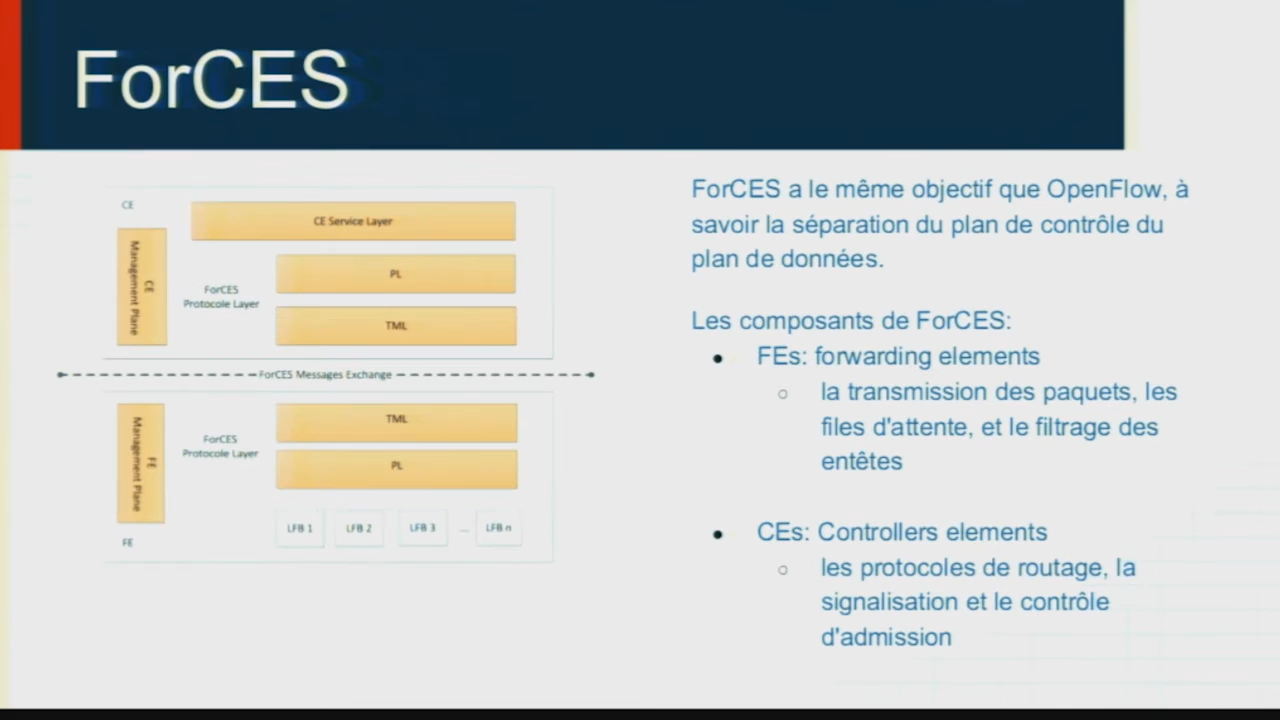 ForCES
CE
CE Service Layer
CE
Management Plane
PL
ForCES
Protocole Layer
TML
ForCES Messages Exchange
FE
Management Plane
TML
ForCES
Protocole Layer
PL
LFB 1 LFB 2 LFB 3 ... LFB n
FE
ForCES a le même objectif que OpenFlow, à
savoir la séparation du plan de contrôle du
plan de données.
Les composants de ForCES:
● FEs: forwarding elements
○ la transmission des paquets, les
files d'attente, et le filtrage des
entêtes
● CEs: Controllers elements
○ les protocoles de routage, la
signalisation et le contrôle
d'admission